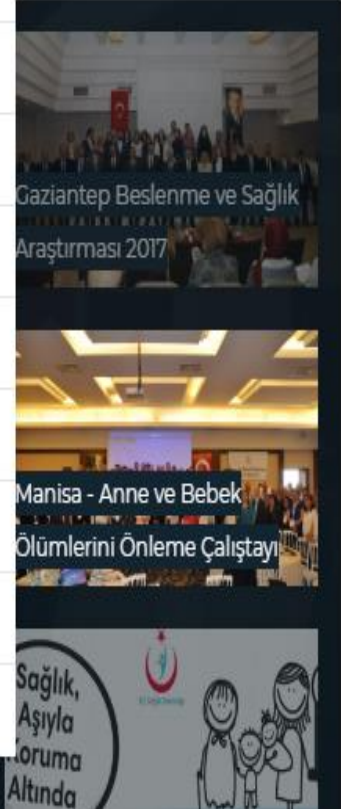 Gaziantep Beslenme ve Sağlık
Araştırması 2017
Manisa - Anne ve Bebek
Ölümlerini Önleme Çalıştayı
Sağlık,
Aşıyla
Koruma
Altında